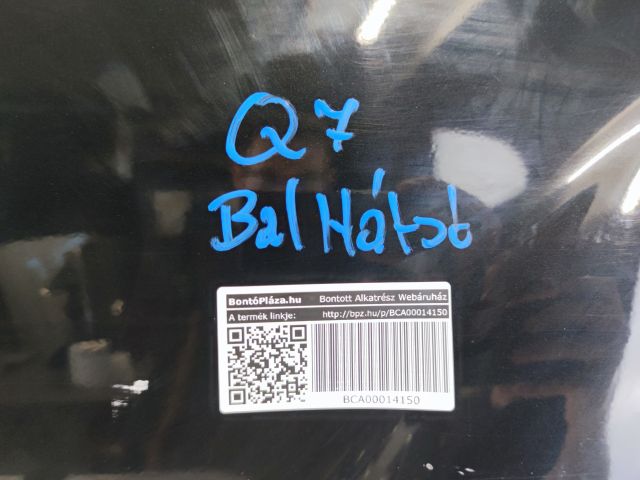 Q7
Bal Hátsó
BontóPláza.hu Bontott Alkatrész Webáruház
A termék linkje: http://bpz.hu/p/BCA00014150
BCA00014150